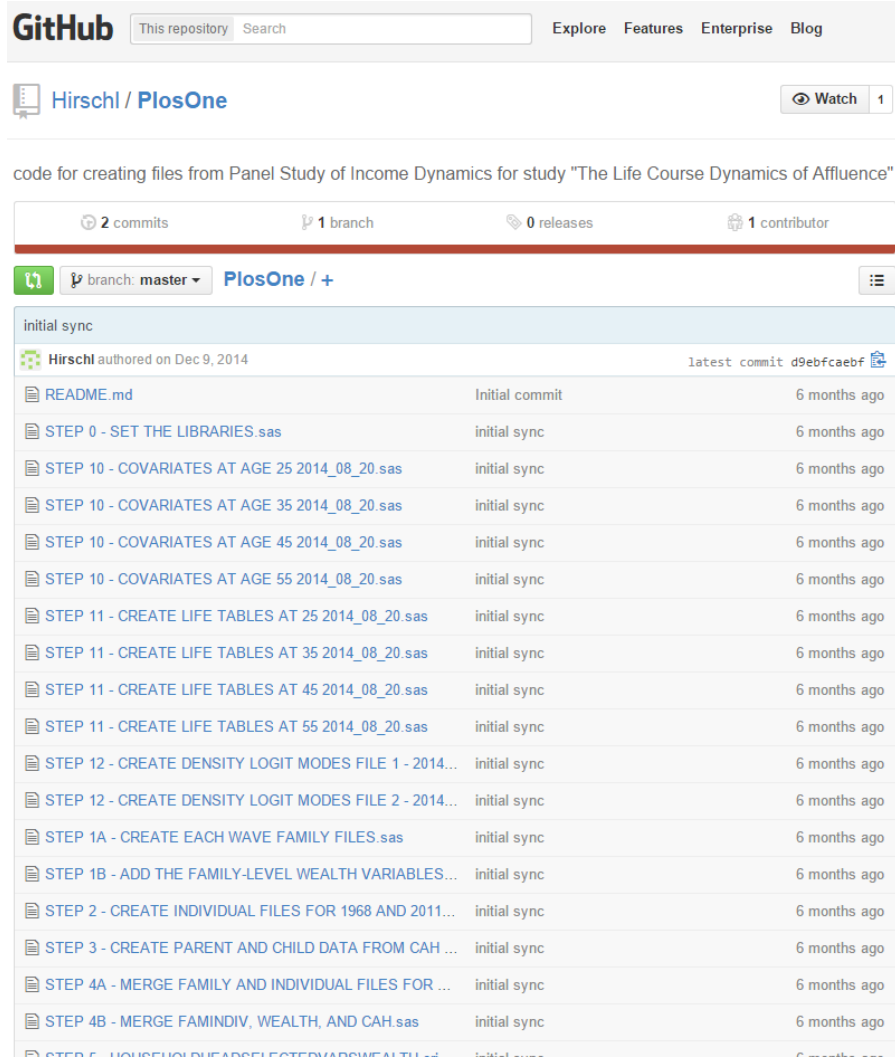 GitHub This repository Search Explore Features Enterprise Blog
Hirschl / PlosOne Watch 1
code for creating files from Panel Study of Income Dynamics for study "The Life Course Dynamics of Affluence"
2 commits 1 branch 0 releases 1 contributor
branch: master PlosOne / +
initial sync
Hirschl authored on Dec 9, 2014 latest commit d9ebfcaebf
README.md Initial commit 6 months ago
STEP 0 - SET THE LIBRARIES.sas initial sync 6 months ago
STEP 10 - COVARIATES AT AGE 25 2014_08_20.sas initial sync 6 months ago
STEP 10 - COVARIATES AT AGE 35 2014_08_20.sas initial sync 6 months ago
STEP 10 - COVARIATES AT AGE 45 2014_08_20.sas initial sync 6 months ago
STEP 10 - COVARIATES AT AGE 55 2014_08_20.sas initial sync 6 months ago
STEP 11 - CREATE LIFE TABLES AT 25 2014_08_20.sas initial sync 6 months ago
STEP 11 - CREATE LIFE TABLES AT 35 2014_08_20.sas initial sync 6 months ago
STEP 11 - CREATE LIFE TABLES AT 45 2014_08_20.sas initial sync 6 months ago
STEP 11 - CREATE LIFE TABLES AT 55 2014_08_20.sas initial sync 6 months ago
STEP 12 - CREATE DENSITY LOGIT MODES FILE 1 - 2014... initial sync 6 months ago
STEP 12 - CREATE DENSITY LOGIT MODES FILE 2 - 2014... initial sync 6 months ago
STEP 1A - CREATE EACH WAVE FAMILY FILES.sas initial sync 6 months ago
STEP 1B - ADD THE FAMILY-LEVEL WEALTH VARIABLES... initial sync 6 months ago
STEP 2 - CREATE INDIVIDUAL FILES FOR 1968 AND 2011... initial sync 6 months ago
STEP 3 - CREATE PARENT AND CHILD DATA FROM CAH ... initial sync 6 months ago
STEP 4A - MERGE FAMILY AND INDIVIDUAL FILES FOR ... initial sync 6 months ago
STEP 4B - MERGE FAMINDIV, WEALTH, AND CAH.sas initial sync 6 months ago
STEP 5 - HOUSEHOLDHEADSELECTEDVARSWEALTH initial sync 6 months ago